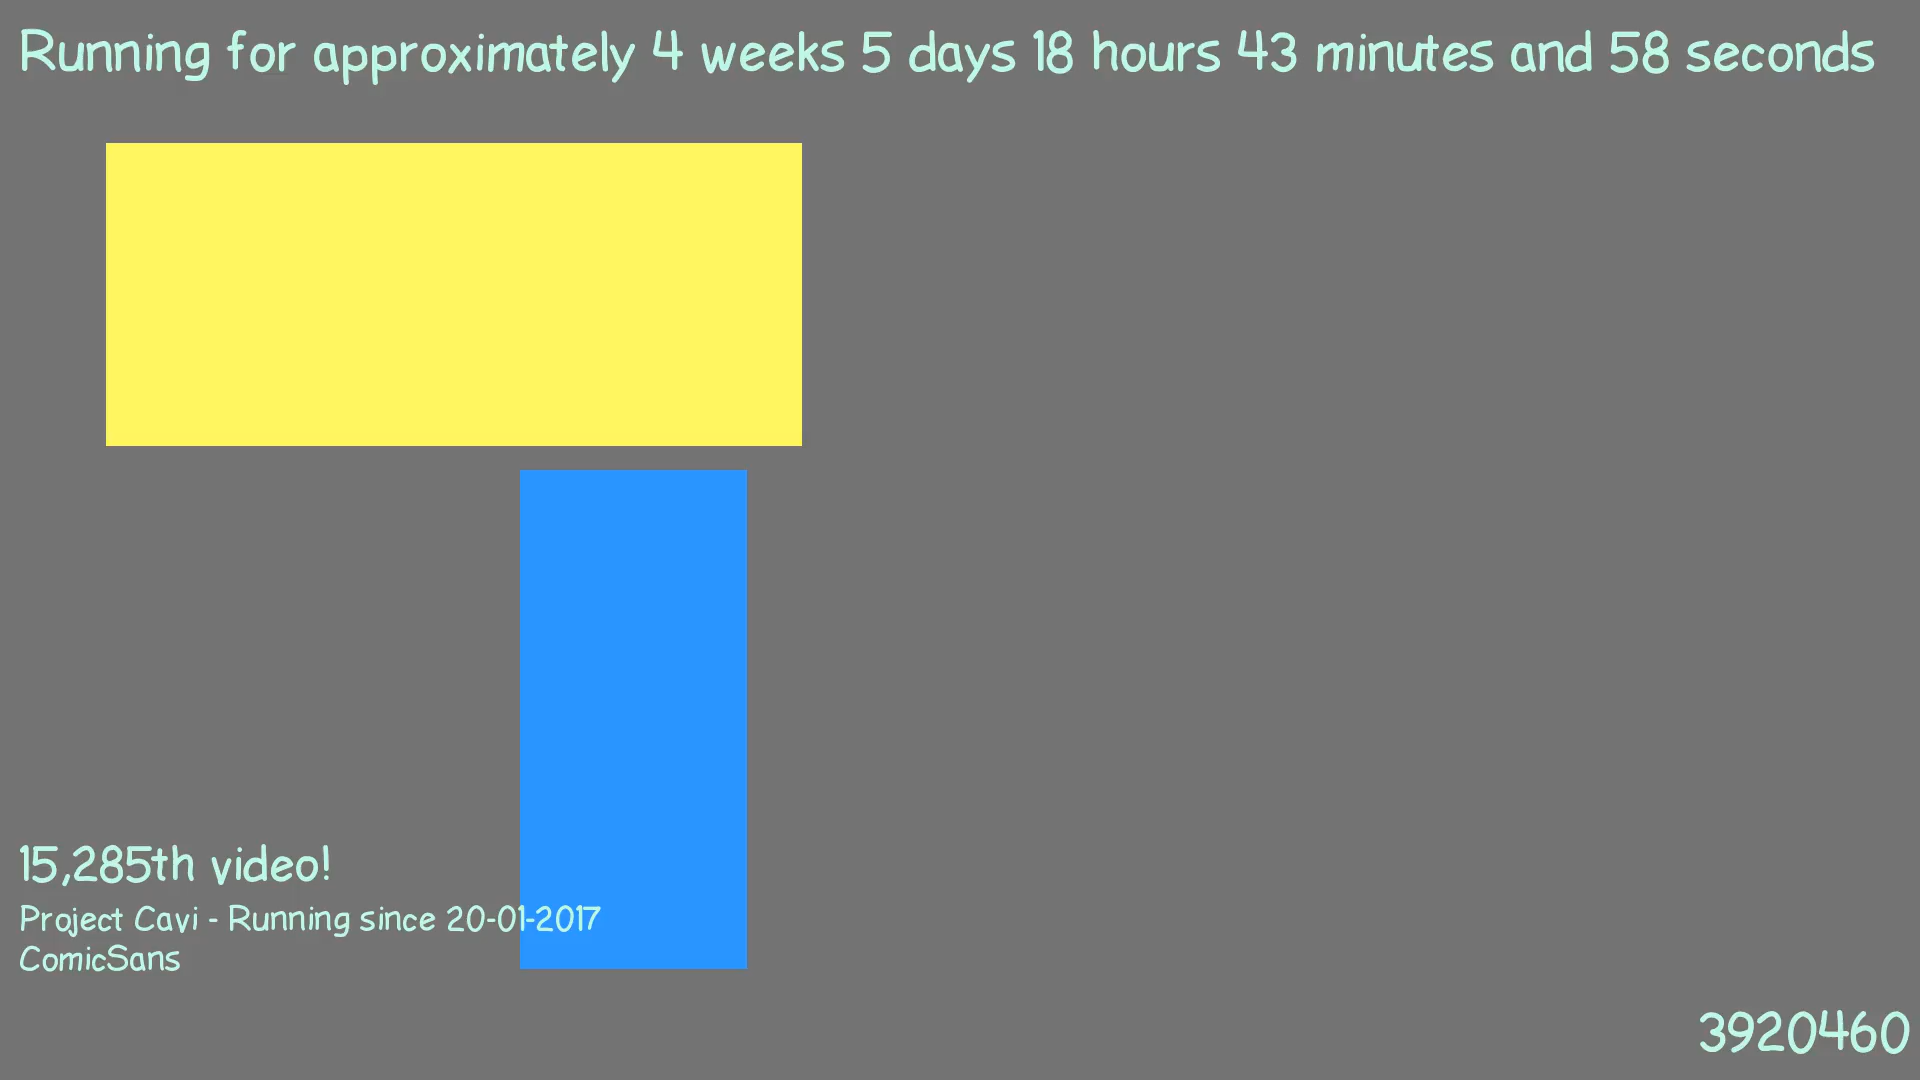 Running for approximately 4 weeks 5 days 18 hours 43 minutes and 58 seconds
15,285th video!
Project Cavi - Running since 20-01-2017
ComicSans
3920460